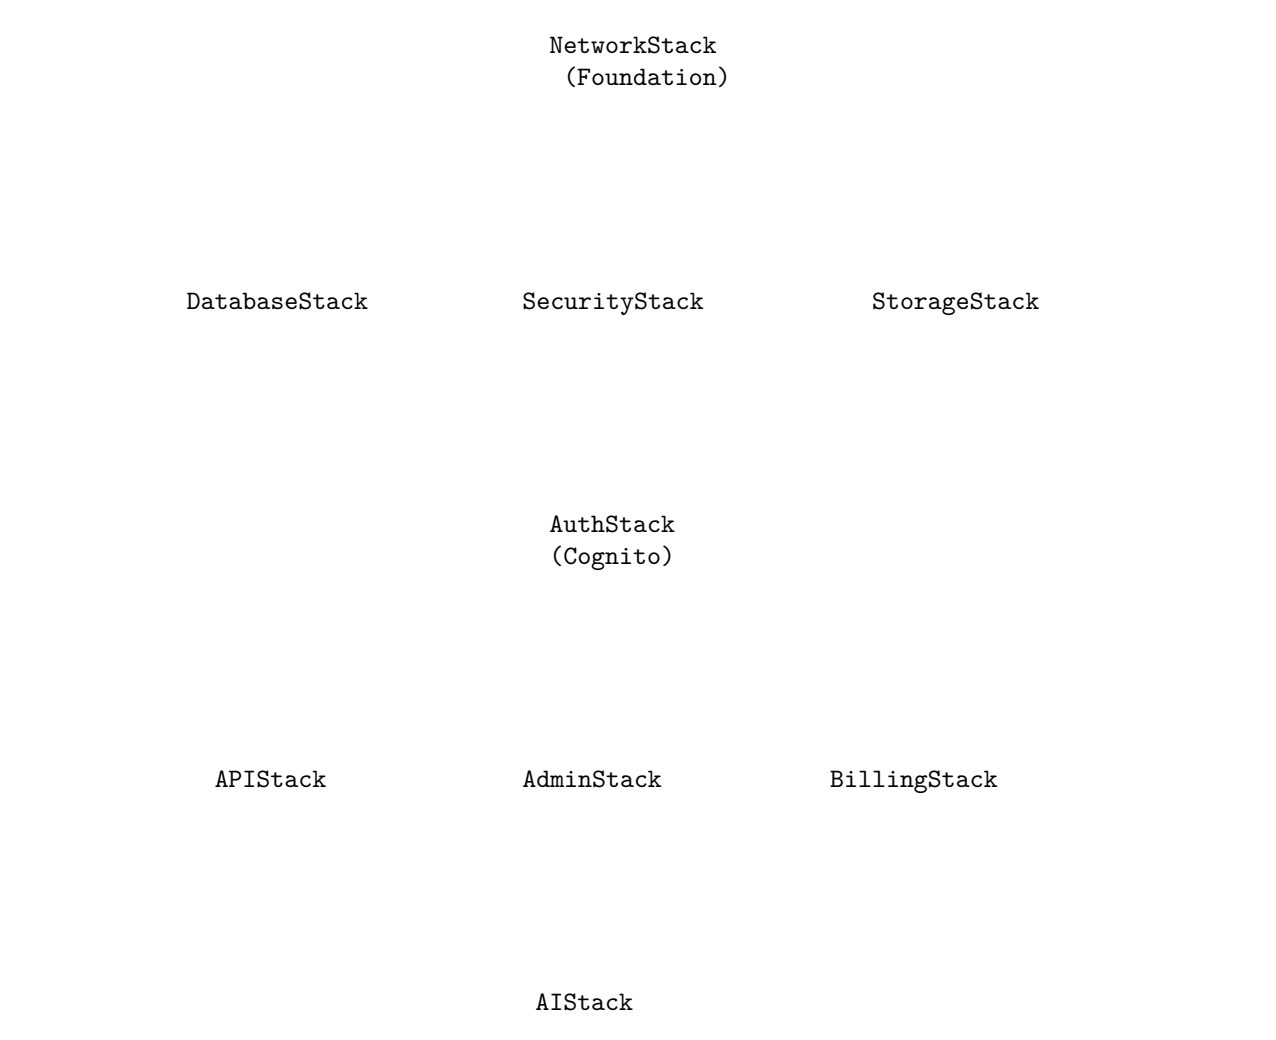 NetworkStack
(Foundation)
DatabaseStack SecurityStack StorageStack
AuthStack
(Cognito)
APIStack AdminStack BillingStack
AIStack